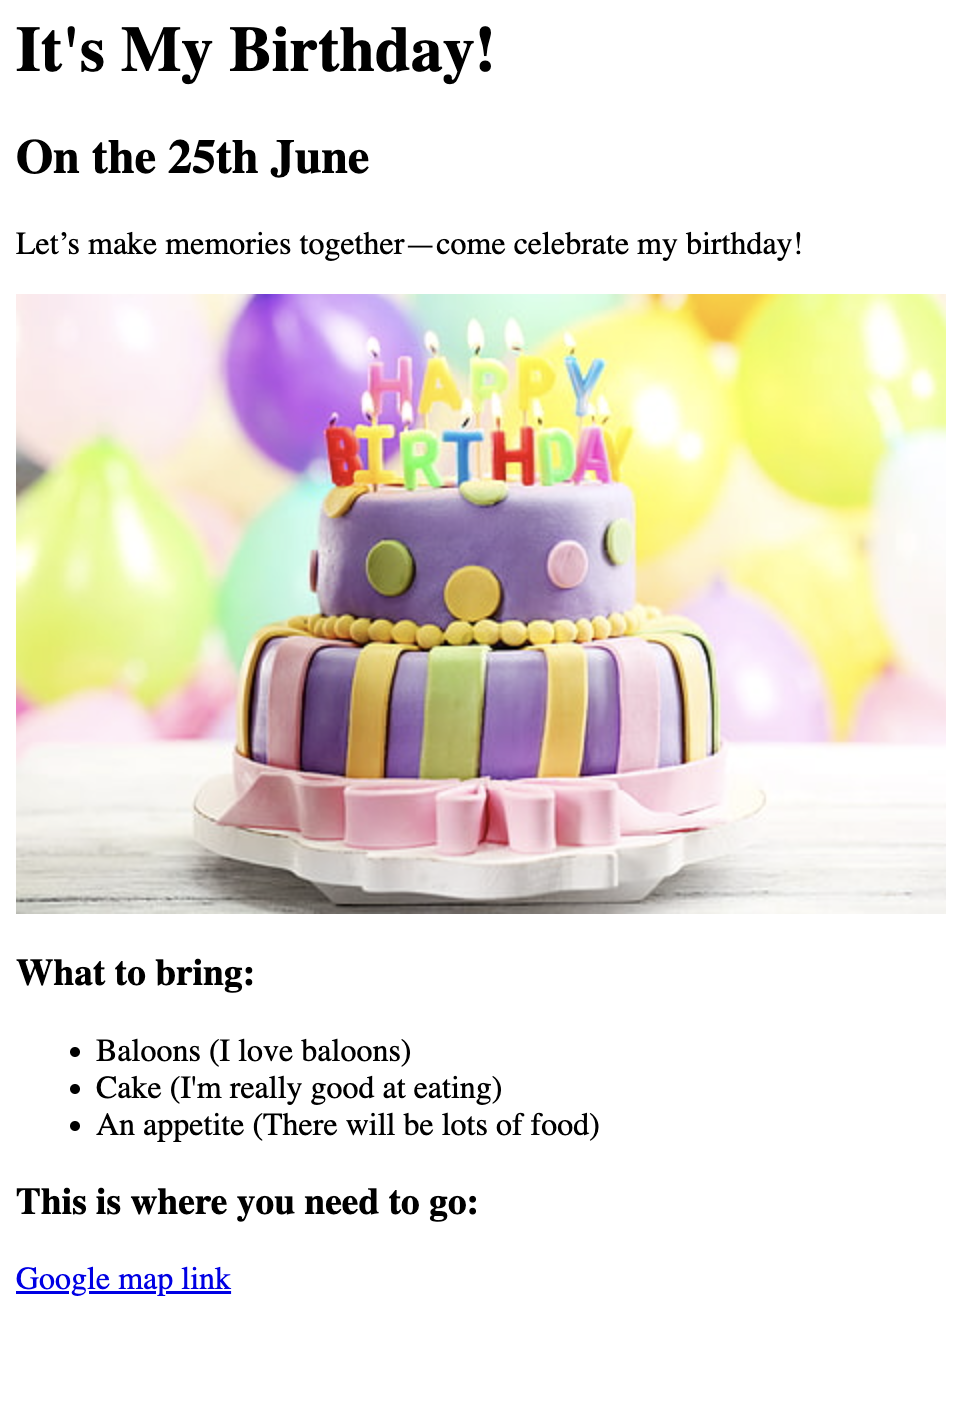 It's My Birthday!
On the 25th June
Let’s make memories together—come celebrate my birthday!
HAPPY
BIRTHDAY
What to bring:
Baloons (I love baloons)
Cake (I'm really good at eating)
An appetite (There will be lots of food)
This is where you need to go:
Google map link